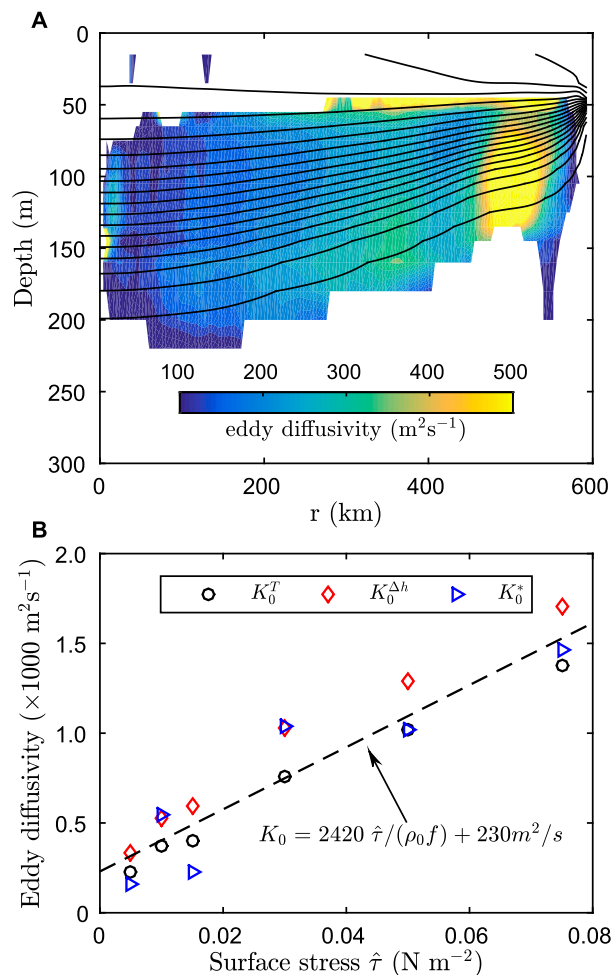 A
0
50
100
150
200
250
300
Depth (m)
100 200 300 400 500
eddy diffusivity (m²s⁻¹)
0 200 400 600
r (km)
B
2.0
1.5
1.0
0.5
0
Eddy diffusivity (×1000 m²s⁻¹)
K₀ᵀ K₀^Δh K₀*
K₀ = 2420 τ̂/(ρ₀f) + 230m²/s
0 0.02 0.04 0.06 0.08
Surface stress τ̂ (N m⁻²)